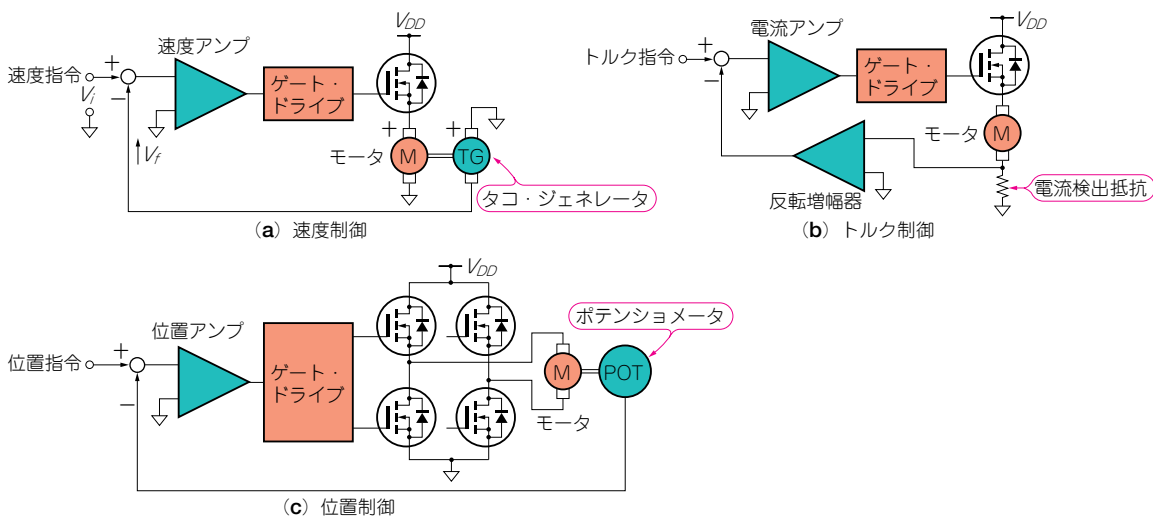 V_DD
速度アンプ
+
速度指令
−
V_i
ゲート・
ドライブ
V_f
+
+
モータ
M
TG
タコ・ジェネレータ
(a) 速度制御
V_DD
電流アンプ
+
トルク指令
−
ゲート・
ドライブ
モータ
M
反転増幅器
電流検出抵抗
(b) トルク制御
V_DD
位置アンプ
+
位置指令
−
ゲート・
ドライブ
ポテンショメータ
M
POT
モータ
(c) 位置制御